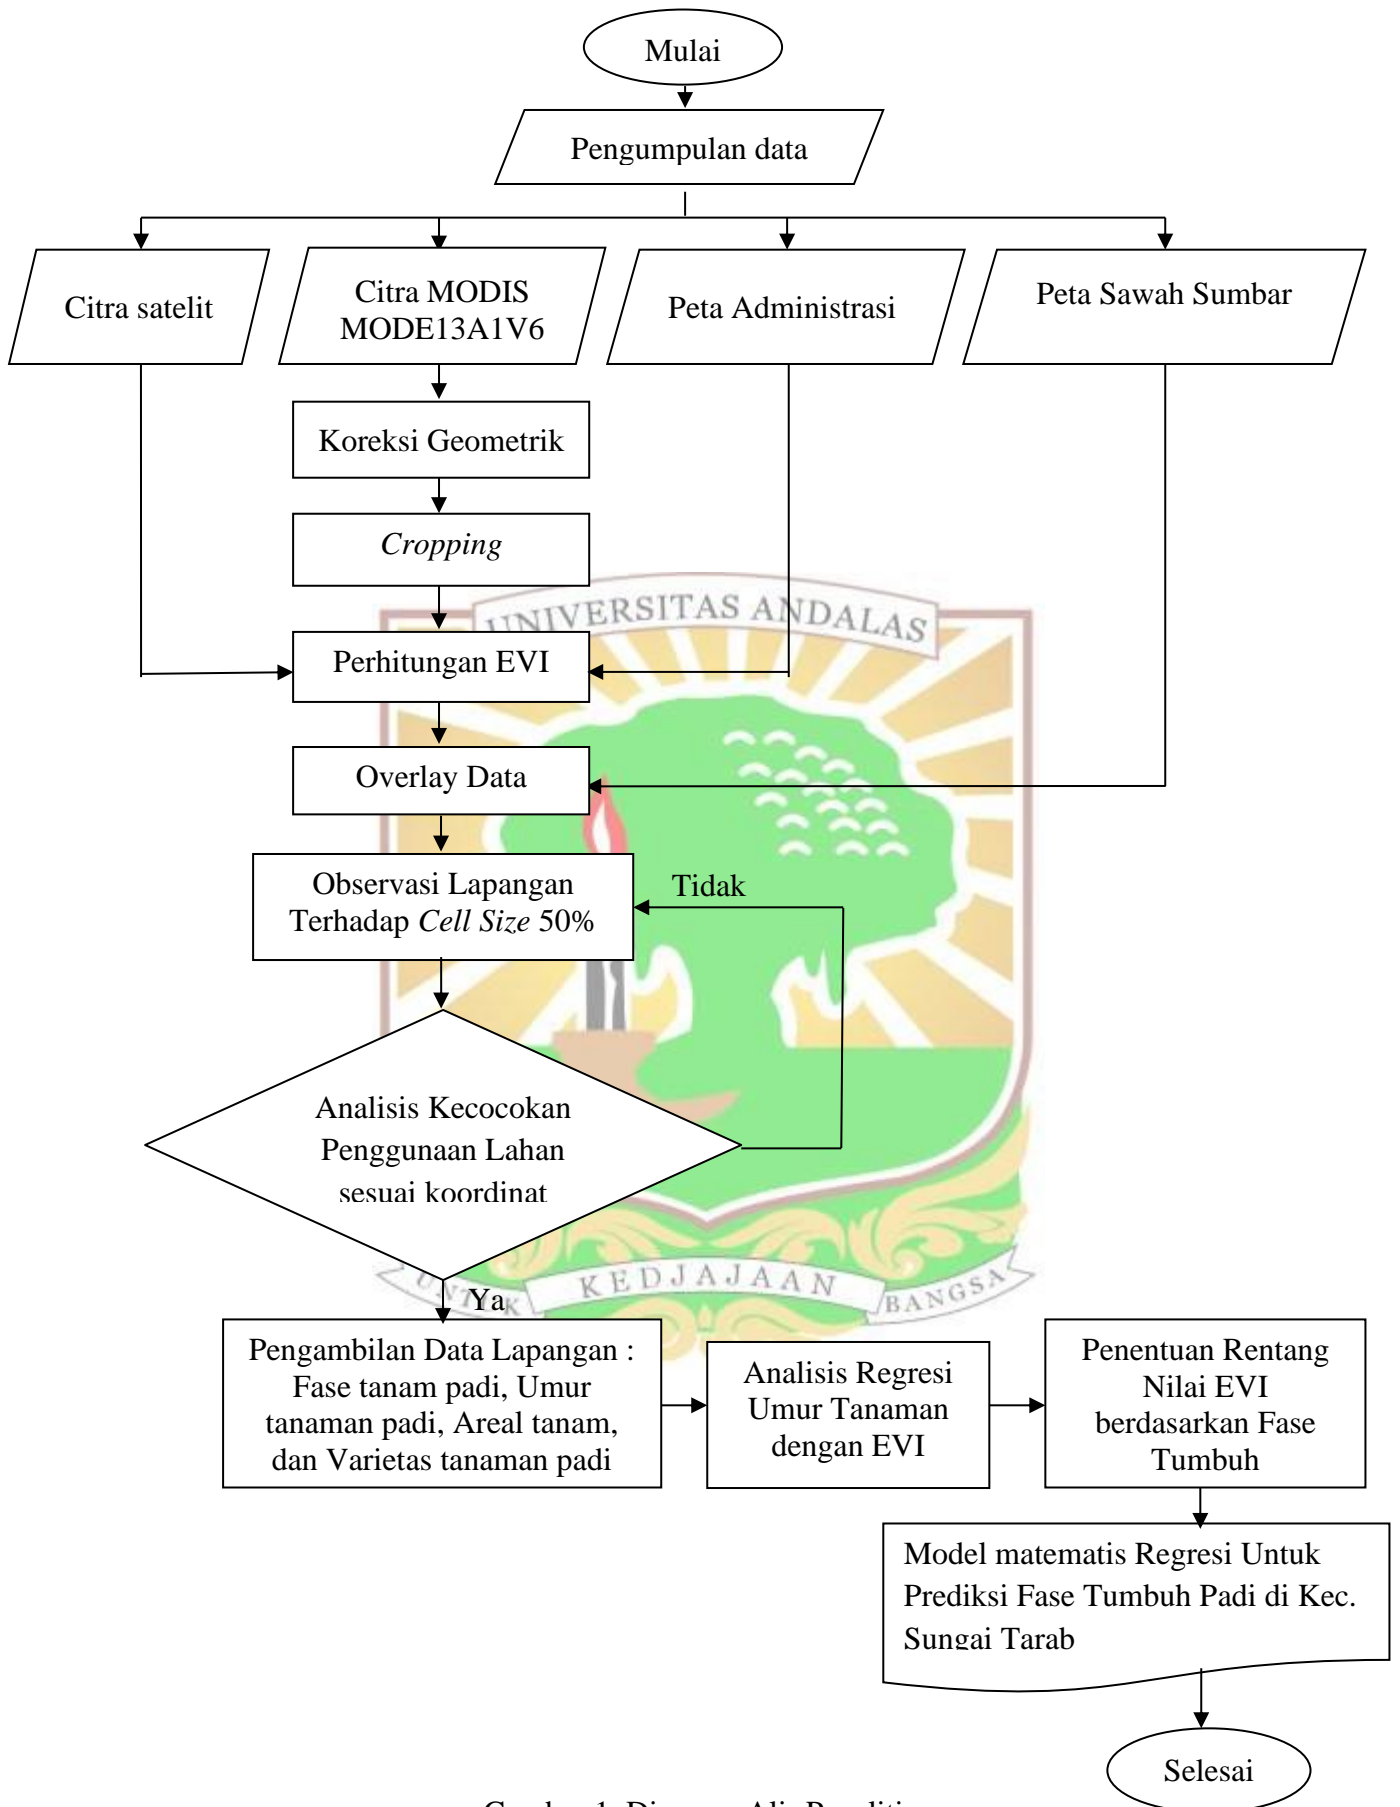 Mulai
Pengumpulan data
Citra satelit
Citra MODIS
MODE13A1V6
Peta Administrasi
Peta Sawah Sumbar
Koreksi Geometrik
Cropping
UNIVERSITAS ANDALAS
Perhitungan EVI
Overlay Data
Observasi Lapangan
Terhadap Cell Size 50%
Tidak
Analisis Kecocokan
Penggunaan Lahan
sesuai koordinat
Ya
UNTUK KEDJAJAAN BANGSA
Pengambilan Data Lapangan :
Fase tanam padi, Umur
tanaman padi, Areal tanam,
dan Varietas tanaman padi
Analisis Regresi
Umur Tanaman
dengan EVI
Penentuan Rentang
Nilai EVI
berdasarkan Fase
Tumbuh
Model matematis Regresi Untuk
Prediksi Fase Tumbuh Padi di Kec.
Sungai Tarab
Selesai